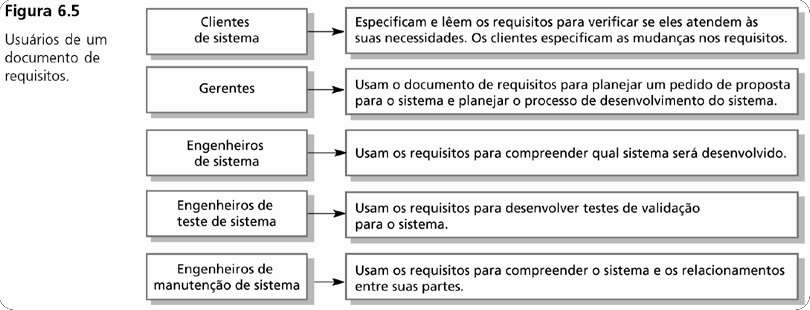 Figura 6.5
Usuários de um
documento de
requisitos.
Clientes
de sistema
Especificam e lêem os requisitos para verificar se eles atendem às
suas necessidades. Os clientes especificam as mudanças nos requisitos.
Gerentes
Usam o documento de requisitos para planejar um pedido de proposta
para o sistema e planejar o processo de desenvolvimento do sistema.
Engenheiros
de sistema
Usam os requisitos para compreender qual sistema será desenvolvido.
Engenheiros de
teste de sistema
Usam os requisitos para desenvolver testes de validação
para o sistema.
Engenheiros de
manutenção de sistema
Usam os requisitos para compreender o sistema e os relacionamentos
entre suas partes.